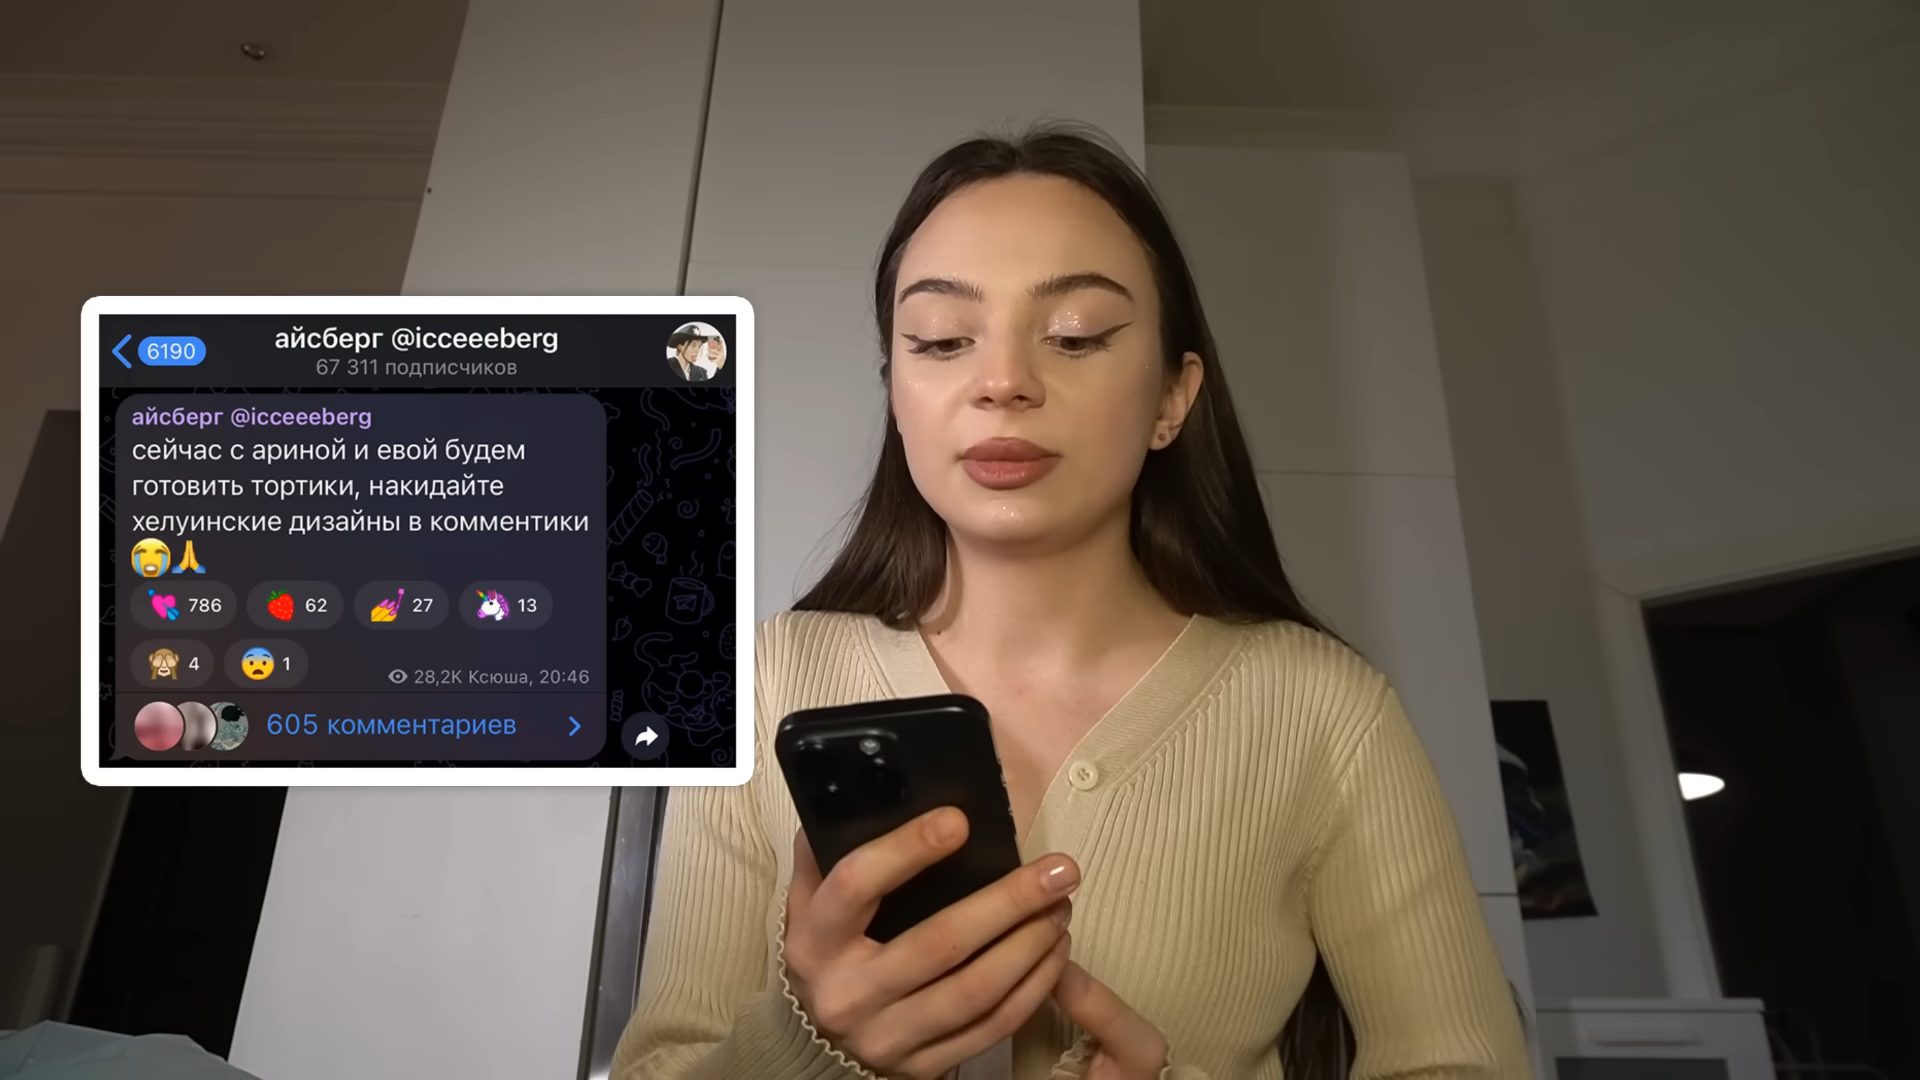 6190
айсберг @icceeeberg
67 311 подписчиков
айсберг @icceeeberg
сейчас с ариной и евой будем
готовить тортики, накидайте
хелуинские дизайны в комментики
😭🙏
786 62 27 13
4 1
28,2K Ксюша, 20:46
605 комментариев